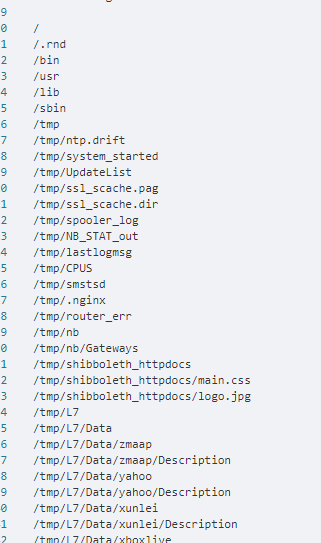 9
0 /
1 /.rnd
2 /bin
3 /usr
4 /lib
5 /sbin
6 /tmp
7 /tmp/ntp.drift
8 /tmp/system_started
9 /tmp/UpdateList
0 /tmp/ssl_scache.pag
1 /tmp/ssl_scache.dir
2 /tmp/spooler_log
3 /tmp/NB_STAT_out
4 /tmp/lastlogmsg
5 /tmp/CPUS
6 /tmp/smstsd
7 /tmp/.nginx
8 /tmp/router_err
9 /tmp/nb
0 /tmp/nb/Gateways
1 /tmp/shibboleth_httpdocs
2 /tmp/shibboleth_httpdocs/main.css
3 /tmp/shibboleth_httpdocs/logo.jpg
4 /tmp/L7
5 /tmp/L7/Data
6 /tmp/L7/Data/zmaap
7 /tmp/L7/Data/zmaap/Description
8 /tmp/L7/Data/yahoo
9 /tmp/L7/Data/yahoo/Description
0 /tmp/L7/Data/xunlei
1 /tmp/L7/Data/xunlei/Description
2 /tmp/L7/Data/xboxlive